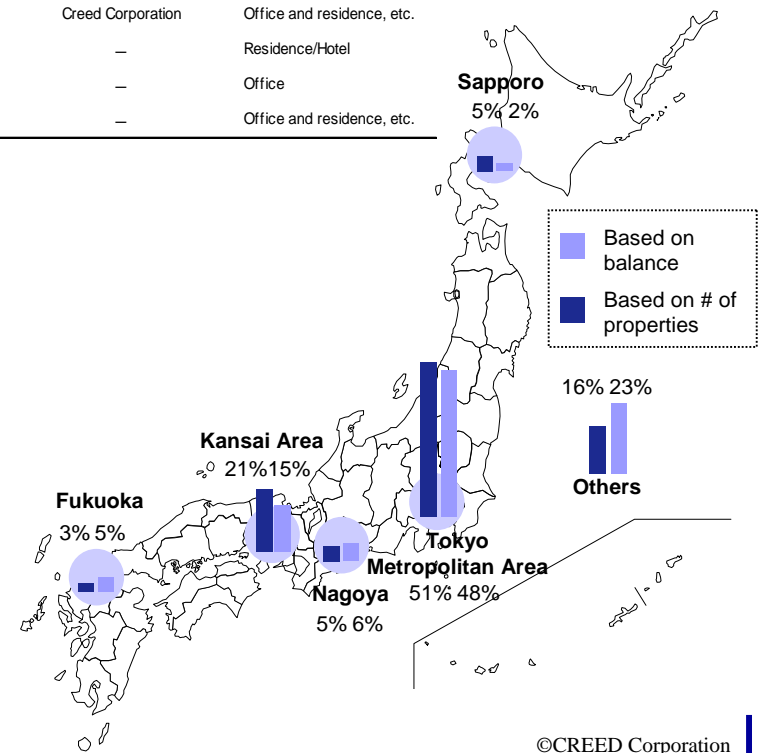 Creed Corporation Office and residence, etc.
– Residence/Hotel
– Office
– Office and residence, etc.
Sapporo
5% 2%
Based on
balance
Based on # of
properties
16% 23%
Others
Kansai Area
21%15%
Fukuoka
3% 5%
Tokyo
Metropolitan Area
51% 48%
Nagoya
5% 6%
©CREED Corporation